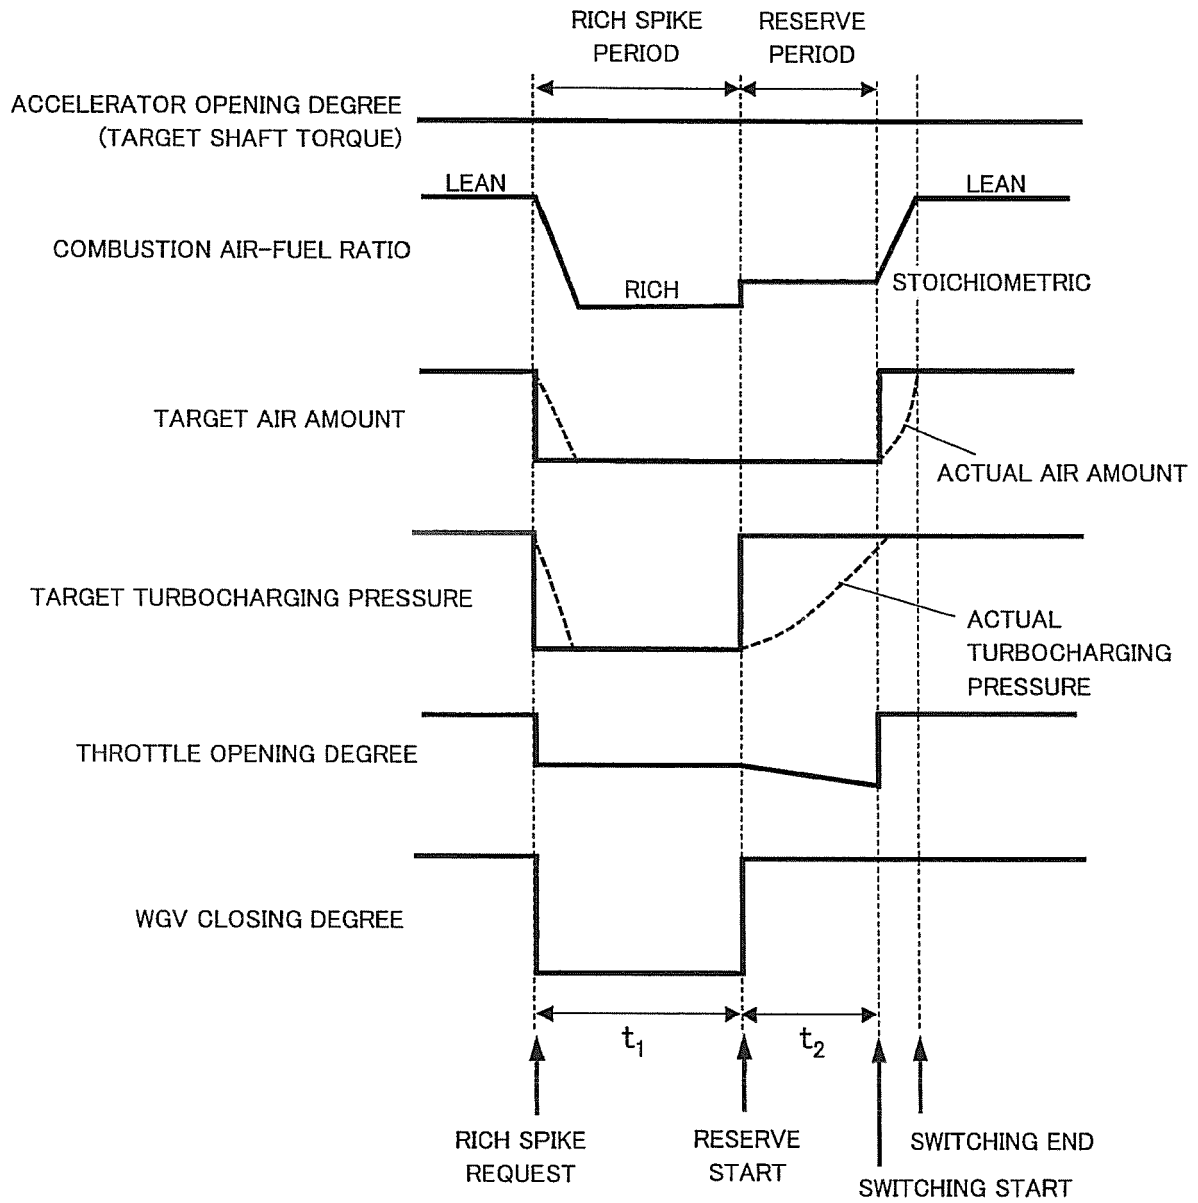 RICH SPIKE
PERIOD
RESERVE
PERIOD
ACCELERATOR OPENING DEGREE
(TARGET SHAFT TORQUE)
LEAN
LEAN
COMBUSTION AIR-FUEL RATIO
RICH
STOICHIOMETRIC
TARGET AIR AMOUNT
ACTUAL AIR AMOUNT
TARGET TURBOCHARGING PRESSURE
ACTUAL
TURBOCHARGING
PRESSURE
THROTTLE OPENING DEGREE
WGV CLOSING DEGREE
t1
t2
RICH SPIKE
REQUEST
RESERVE
START
SWITCHING END
SWITCHING START